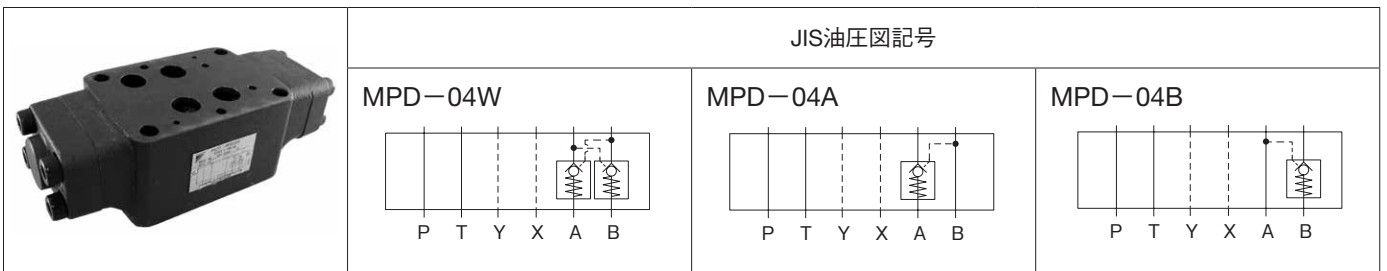 JIS油圧図記号
MPD－04W
MPD－04A
MPD－04B
P T Y X A B
P T Y X A B
P T Y X A B